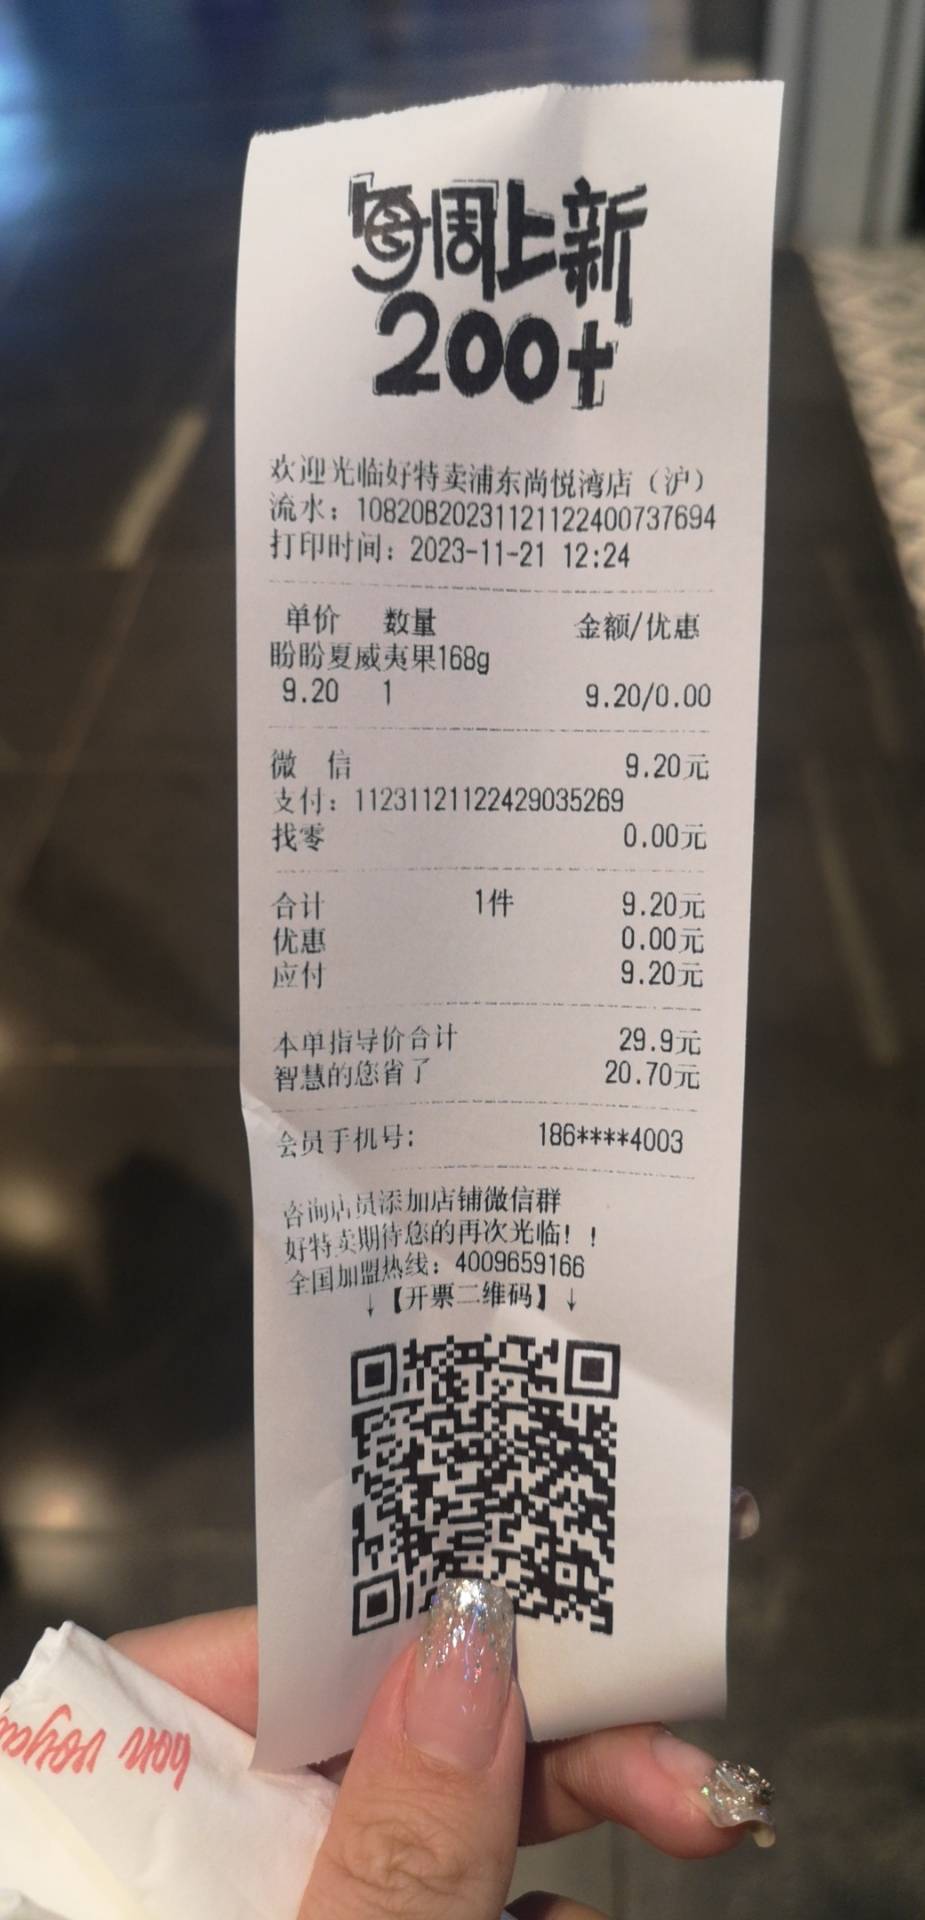 每周上新
200+
欢迎光临好特卖浦东尚悦湾店（沪）
流水：10820B20231121122400737694
打印时间：2023-11-21 12:24
单价 数量 金额/优惠
盼盼夏威夷果168g
9.20 1 9.20/0.00
微 信 9.20元
支付：11231121122429035269
找零 0.00元
合计 1件 9.20元
优惠 0.00元
应付 9.20元
本单指导价合计 29.9元
智慧的您省了 20.70元
会员手机号: 186****4003
咨询店员添加店铺微信群
好特卖期待您的再次光临！！
全国加盟热线：4009659166
↓【开票二维码】↓
bon voya